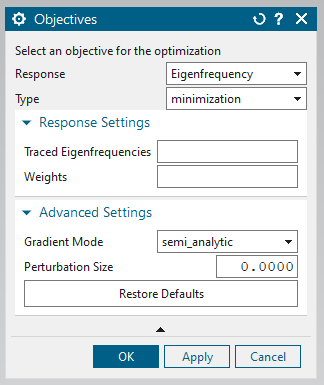 Objectives
Select an objective for the optimization
Response Eigenfrequency
Type minimization
Response Settings
Traced Eigenfrequencies
Weights
Advanced Settings
Gradient Mode semi_analytic
Perturbation Size 0.0000
Restore Defaults
OK Apply Cancel